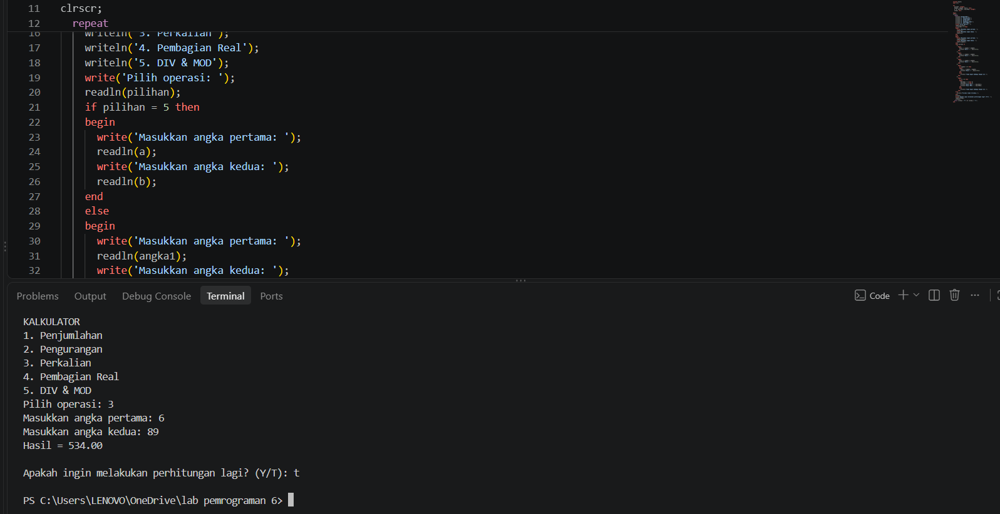 11 clrscr;
12 repeat
16 writeln('3. Perkalian');
17 writeln('4. Pembagian Real');
18 writeln('5. DIV & MOD');
19 write('Pilih operasi: ');
20 readln(pilihan);
21 if pilihan = 5 then
22 begin
23 write('Masukkan angka pertama: ');
24 readln(a);
25 write('Masukkan angka kedua: ');
26 readln(b);
27 end
28 else
29 begin
30 write('Masukkan angka pertama: ');
31 readln(angka1);
32 write('Masukkan angka kedua: ');
Problems Output Debug Console Terminal Ports Code
KALKULATOR
1. Penjumlahan
2. Pengurangan
3. Perkalian
4. Pembagian Real
5. DIV & MOD
Pilih operasi: 3
Masukkan angka pertama: 6
Masukkan angka kedua: 89
Hasil = 534.00
Apakah ingin melakukan perhitungan lagi? (Y/T): t
PS C:\Users\LENOVO\OneDrive\lab pemrograman 6>